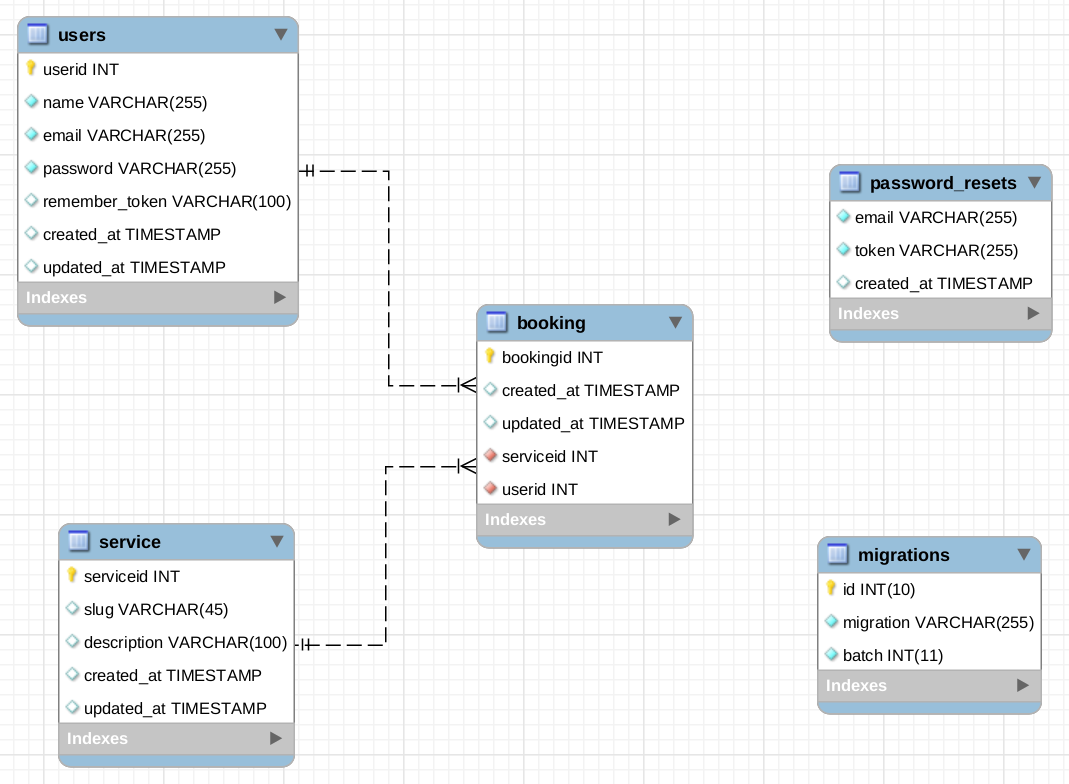 users
userid INT
name VARCHAR(255)
email VARCHAR(255)
password VARCHAR(255)
remember_token VARCHAR(100)
created_at TIMESTAMP
updated_at TIMESTAMP
Indexes
password_resets
email VARCHAR(255)
token VARCHAR(255)
created_at TIMESTAMP
Indexes
booking
bookingid INT
created_at TIMESTAMP
updated_at TIMESTAMP
serviceid INT
userid INT
Indexes
service
serviceid INT
slug VARCHAR(45)
description VARCHAR(100)
created_at TIMESTAMP
updated_at TIMESTAMP
Indexes
migrations
id INT(10)
migration VARCHAR(255)
batch INT(11)
Indexes